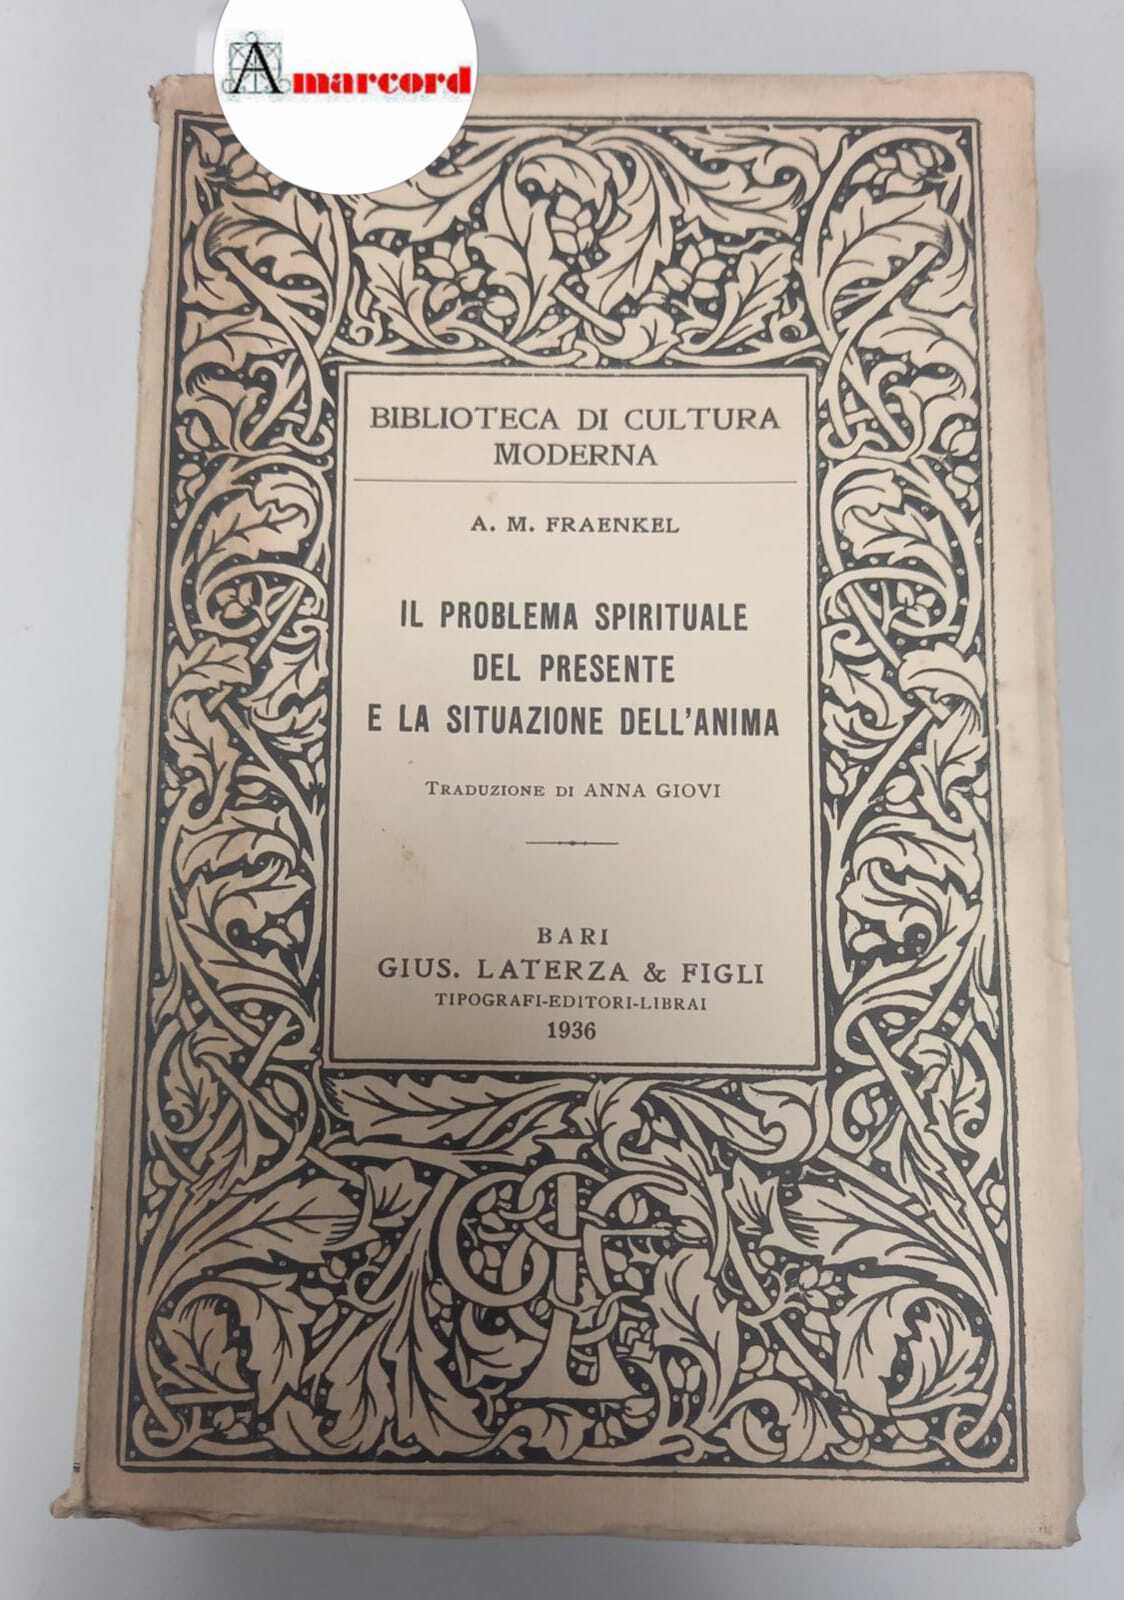 Amarcord
BIBLIOTECA DI CULTURA
MODERNA
A. M. FRAENKEL
IL PROBLEMA SPIRITUALE
DEL PRESENTE
E LA SITUAZIONE DELL'ANIMA
TRADUZIONE DI ANNA GIOVI
BARI
GIUS. LATERZA & FIGLI
TIPOGRAFI-EDITORI-LIBRAI
1936